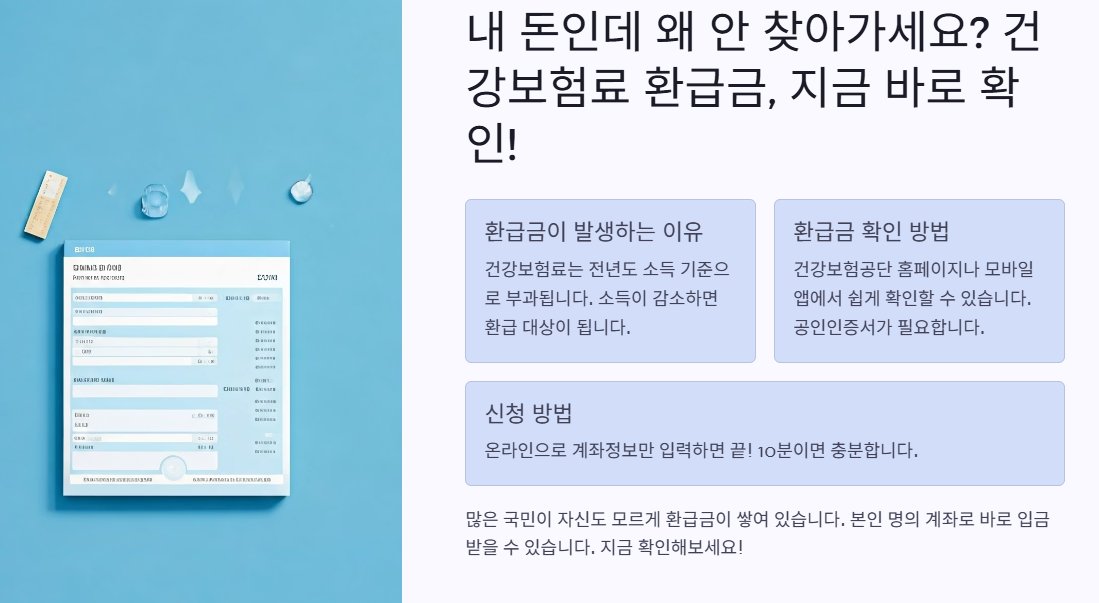 내 돈인데 왜 안 찾아가세요? 건
강보험료 환급금, 지금 바로 확
인!
환급금이 발생하는 이유
건강보험료는 전년도 소득 기준으
로 부과됩니다. 소득이 감소하면
환급 대상이 됩니다.
환급금 확인 방법
건강보험공단 홈페이지나 모바일
앱에서 쉽게 확인할 수 있습니다.
공인인증서가 필요합니다.
신청 방법
온라인으로 계좌정보만 입력하면 끝! 10분이면 충분합니다.
많은 국민이 자신도 모르게 환급금이 쌓여 있습니다. 본인 명의 계좌로 바로 입금
받을 수 있습니다. 지금 확인해보세요!